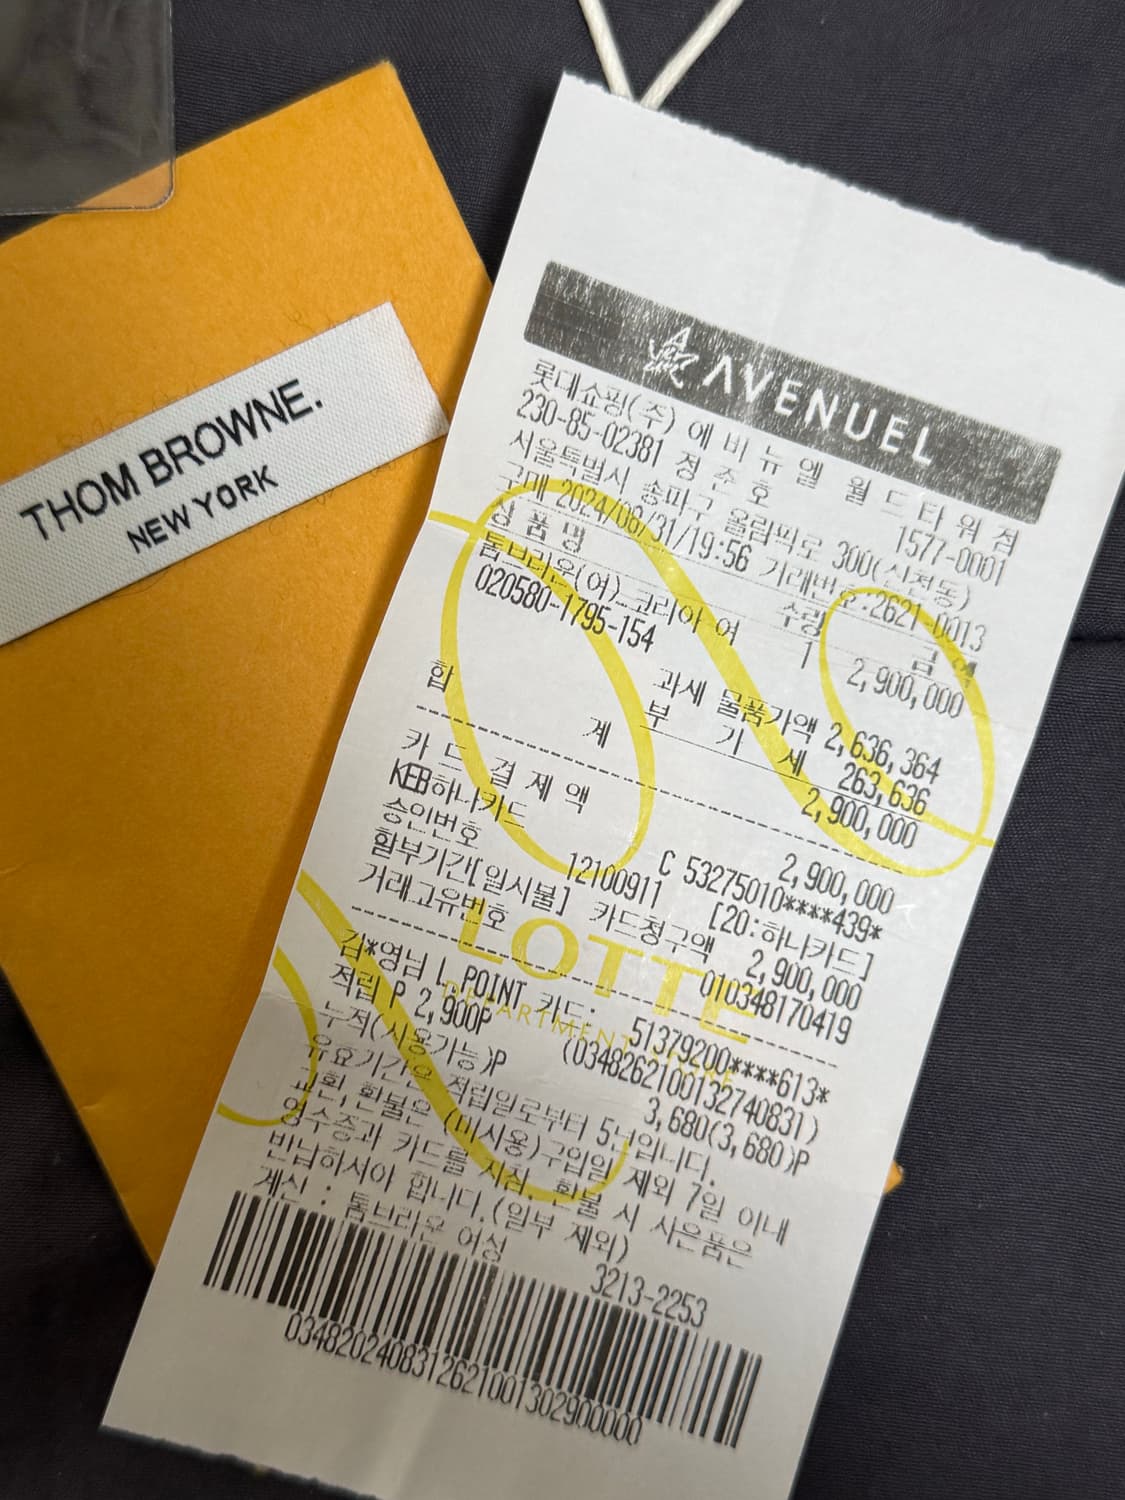 THOM BROWNE.
NEW YORK
AVENUEL
롯데쇼핑(주) 에비뉴엘 월드타워점
230-85-02381 정준호 1577-0001
서울특별시 송파구 올림픽로 300(신천동)
구매 2024/08/31/19:56 거래번호:2621-0013
상품명 수량 금액
톰브라운(여)_코리아 여 1 2,900,000
020580-1795-154
과세 물품가액 2,636,364
부 가 세 263,636
합 계 2,900,000
카 드 결 제 액 2,900,000
KEB하나카드 C 53275010****439*
승인번호 12100911 [20:하나카드]
할부기간[일시불] 카드청구액 2,900,000
거래고유번호 010348170419
김*영님 L.POINT 카드: 51379200****613*
적립 P 2,900P (0348262100132740831)
누적(사용가능)P 3,680(3,680)P
유효기간은 적립일로부터 5년입니다.
교환,환불은 (미사용)구입일 제외 7일 이내
영수증과 카드를 지참, 환불 시 사은품은
반납하셔야 합니다.(일부 제외)
계산 : 톰브라운 여성 3213-2253
0348202408312621001302900000
LOTTE
DEPARTMENT STORE